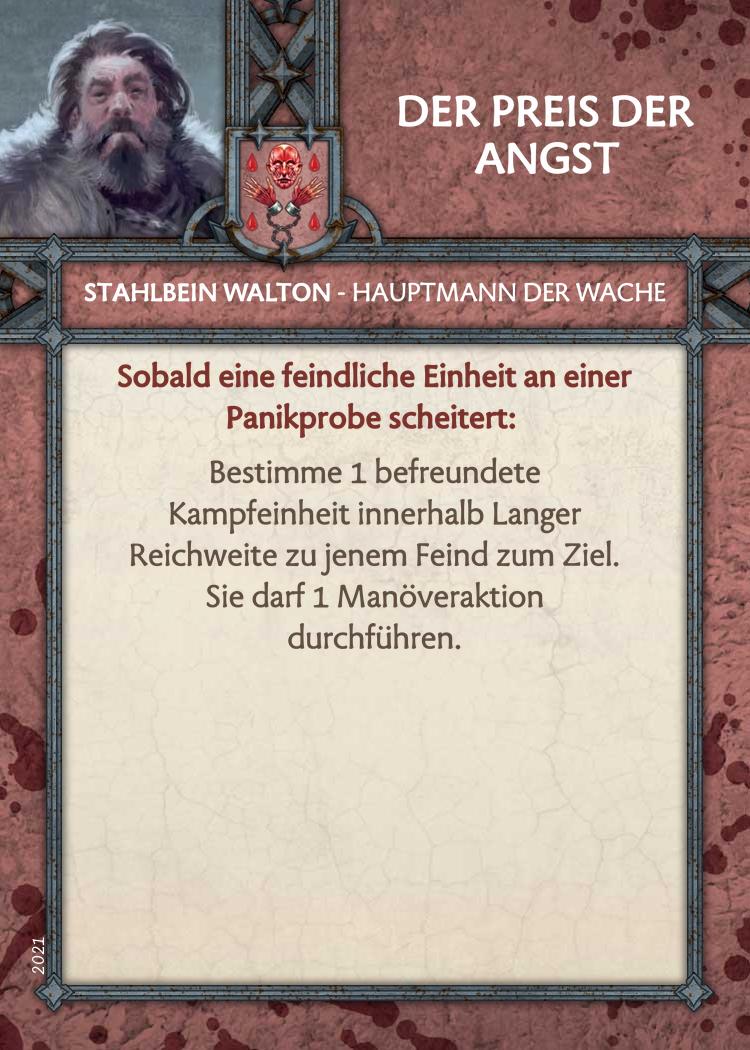 DER PREIS DER
ANGST
STAHLBEIN WALTON - HAUPTMANN DER WACHE
Sobald eine feindliche Einheit an einer
Panikprobe scheitert:
Bestimme 1 befreundete
Kampfeinheit innerhalb Langer
Reichweite zu jenem Feind zum Ziel.
Sie darf 1 Manöveraktion
durchführen.
2021